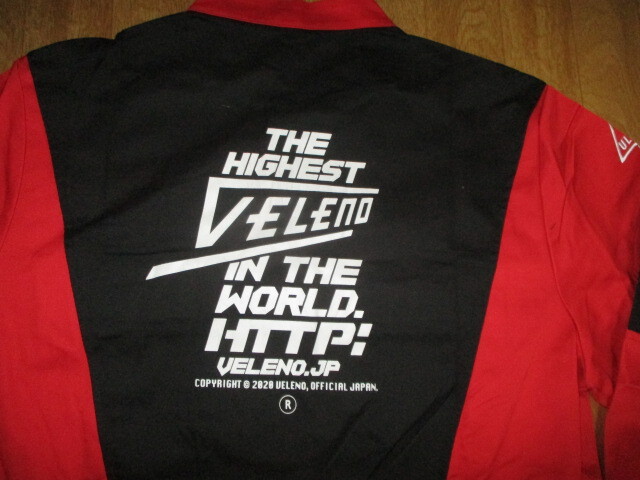 THE
HIGHEST
VELENO
IN THE
WORLD.
HTTP:
VELENO.JP
COPYRIGHT © 2020 VELENO, OFFICIAL JAPAN.
®